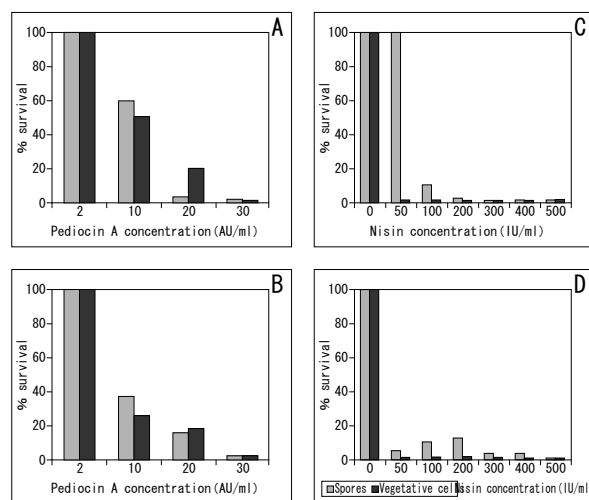 A
100
80
60
40
20
0
% survival
2 10 20 30
Pediocin A concentration(AU/ml)
C
100
80
60
40
20
0
% survival
0 50 100 200 300 400 500
Nisin concentration(IU/ml)
B
100
80
60
40
20
0
% survival
2 10 20 30
Pediocin A concentration(AU/ml)
D
100
80
60
40
20
0
% survival
0 50 100 200 300 400 500
Spores Vegetative cell
Nisin concentration(IU/ml)